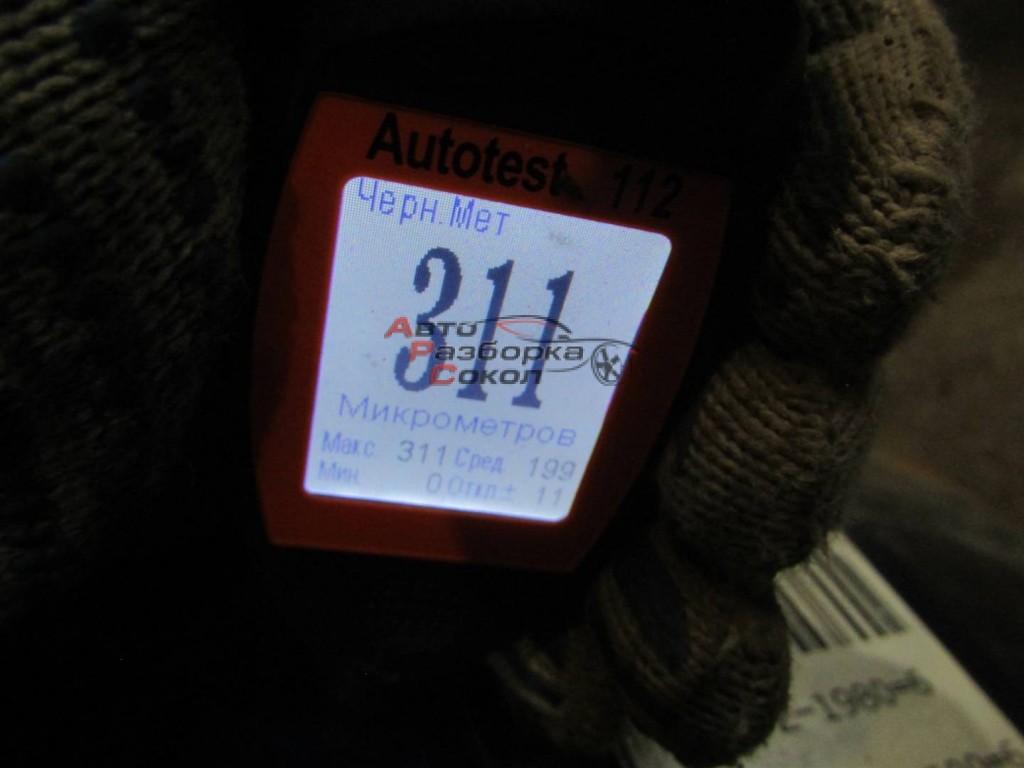 Autotest 112
Черн.Мет
311
Авто
Разборка
Сокол
Микрометров
Макс. 311 Сред. 199
Мин. 0 Откл.± 11